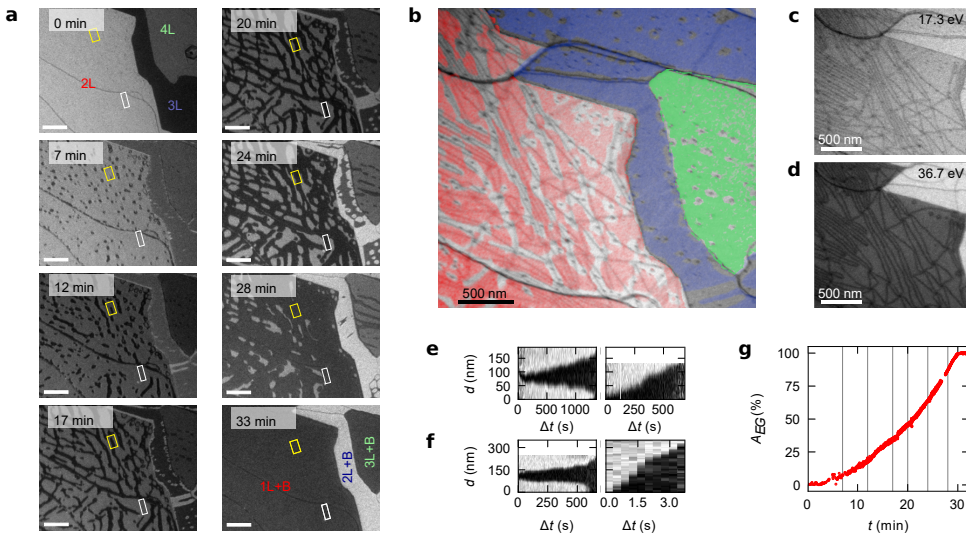 a
0 min
4L
2L
3L
7 min
12 min
17 min
20 min
24 min
28 min
33 min
1L+B
2L+B
3L+B
b
500 nm
c
17.3 eV
500 nm
d
36.7 eV
500 nm
e
d (nm)
150
100
50
0
0 500 1000
Δt (s)
0 500
Δt (s)
f
d (nm)
300
150
0
0 250 500
Δt (s)
0.0 1.5 3.0
Δt (s)
g
A_EG(%)
100
75
50
25
0
0 10 20 30
t (min)